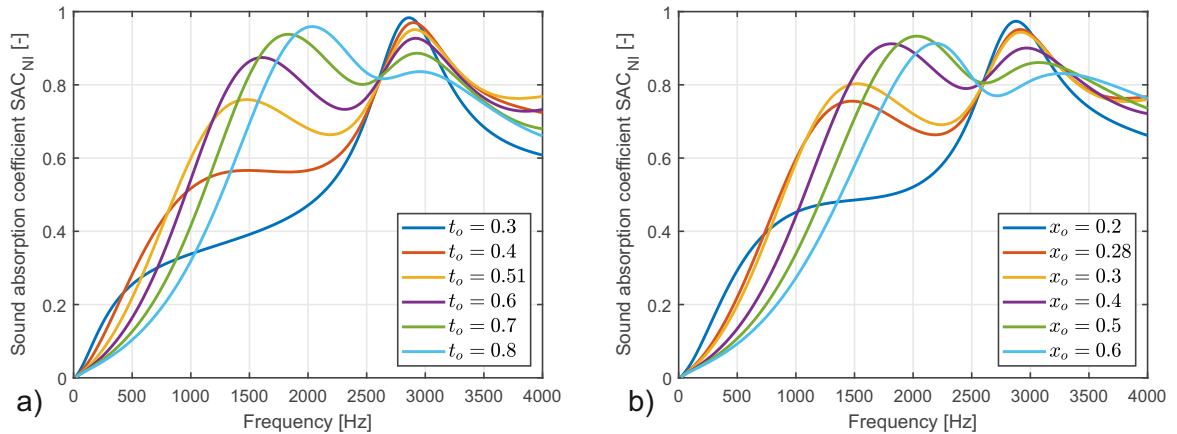 Sound absorption coefficient SAC_NI [-]
1
0.8
0.6
0.4
0.2
0
0 500 1000 1500 2000 2500 3000 3500 4000
Frequency [Hz]
t_o = 0.3
t_o = 0.4
t_o = 0.51
t_o = 0.6
t_o = 0.7
t_o = 0.8
a)
Sound absorption coefficient SAC_NI [-]
1
0.8
0.6
0.4
0.2
0
0 500 1000 1500 2000 2500 3000 3500 4000
Frequency [Hz]
x_o = 0.2
x_o = 0.28
x_o = 0.3
x_o = 0.4
x_o = 0.5
x_o = 0.6
b)